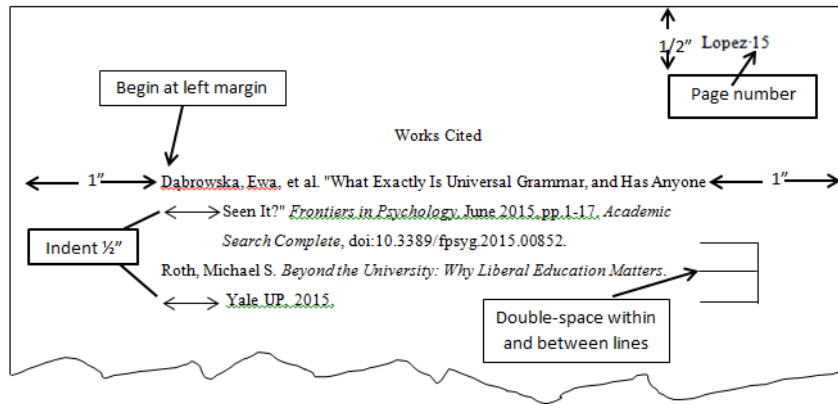 1/2" Lopez·15
Begin at left margin
Page number
Works Cited
1" Dąbrowska, Ewa, et al. "What Exactly Is Universal Grammar, and Has Anyone 1"
Seen It?" Frontiers in Psychology, June 2015, pp.1-17. Academic
Indent ½"
Search Complete, doi:10.3389/fpsyg.2015.00852.
Roth, Michael S. Beyond the University: Why Liberal Education Matters.
Yale UP, 2015.
Double-space within
and between lines